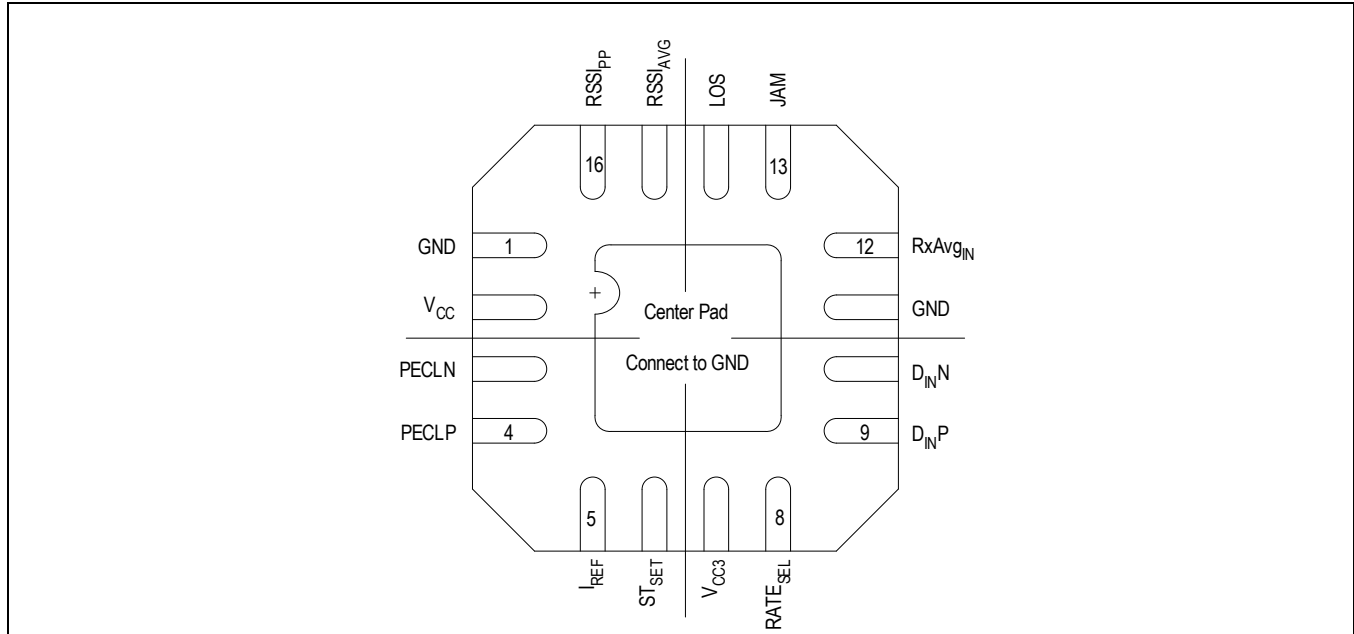 RSSI_PP
RSSI_AVG
LOS
JAM
16
13
GND
1
12
RxAvg_IN
V_CC
GND
Center Pad
Connect to GND
PECLN
D_IN N
PECLP
4
9
D_IN P
5
8
I_REF
ST_SET
V_CC3
RATE_SEL